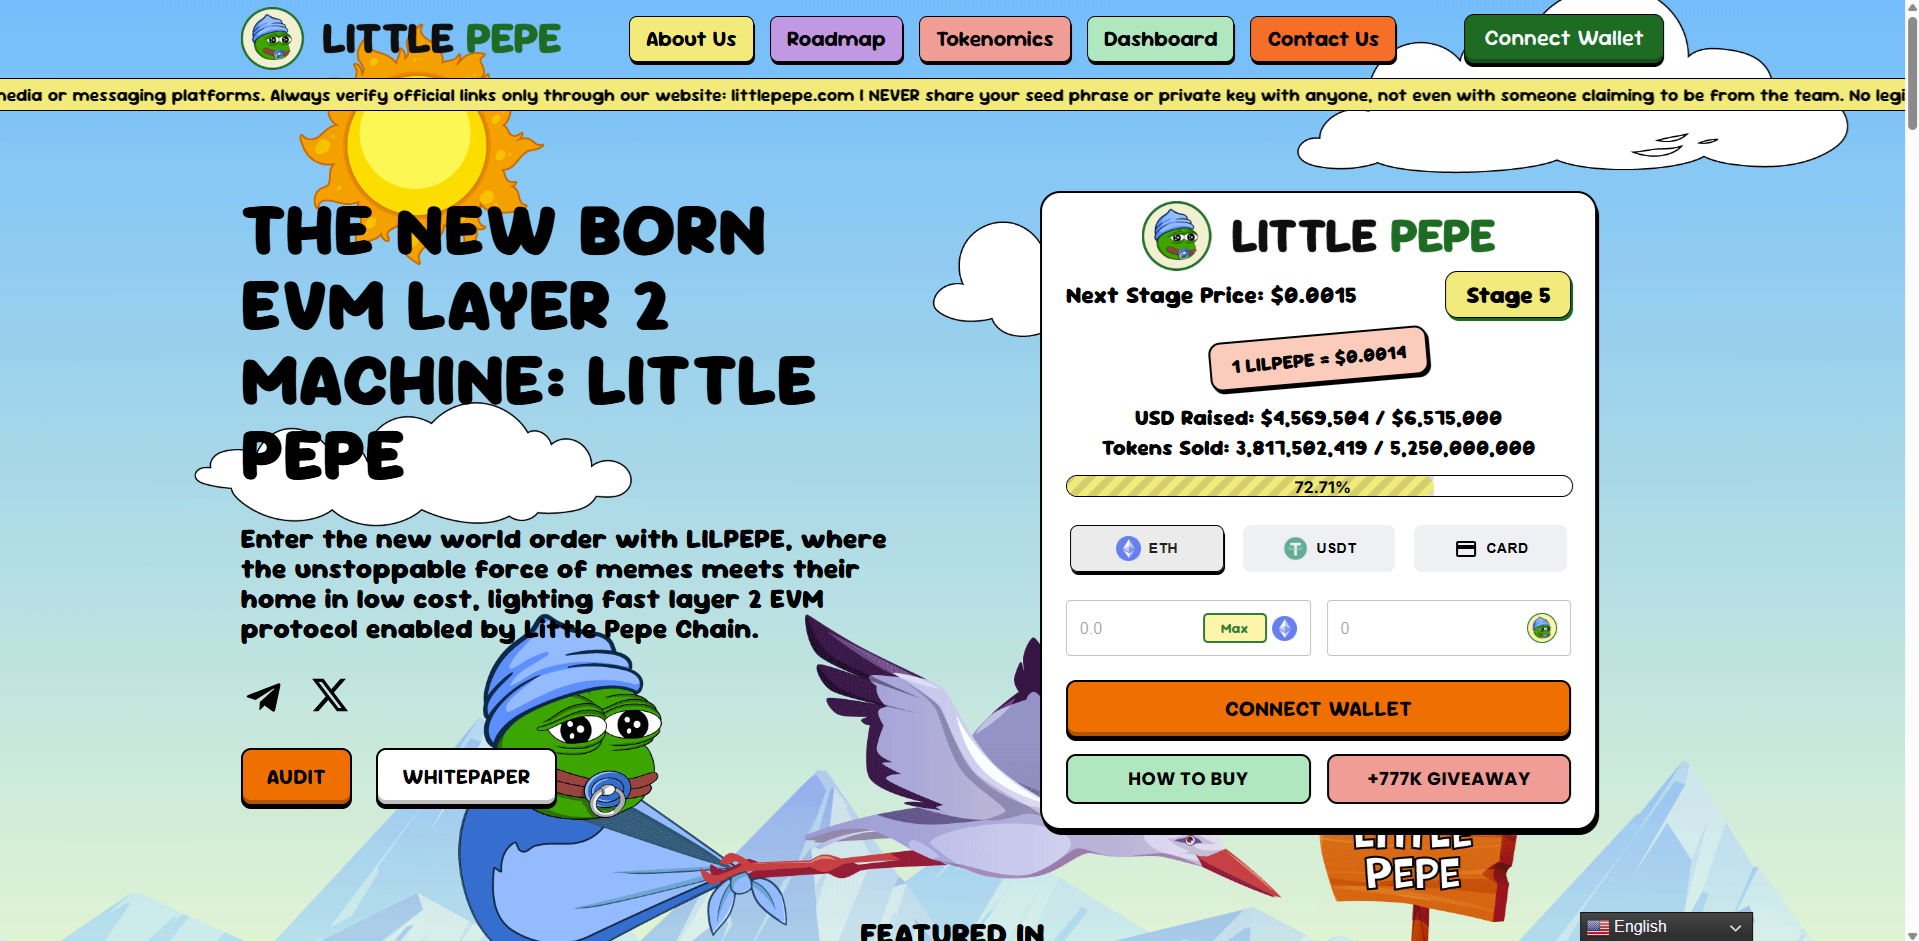 LITTLE PEPE
About Us
Roadmap
Tokenomics
Dashboard
Contact Us
Connect Wallet
media or messaging platforms. Always verify official links only through our website: littlepepe.com | NEVER share your seed phrase or private key with anyone, not even with someone claiming to be from the team. No legi
THE NEW BORN
EVM LAYER 2
MACHINE: LITTLE
PEPE
Enter the new world order with LILPEPE, where
the unstoppable force of memes meets their
home in low cost, lighting fast layer 2 EVM
protocol enabled by Little Pepe Chain.
AUDIT
WHITEPAPER
LITTLE PEPE
Next Stage Price: $0.0015
Stage 5
1 LILPEPE = $0.0014
USD Raised: $4,569,504 / $6,575,000
Tokens Sold: 3,817,502,419 / 5,250,000,000
72.71%
ETH
USDT
CARD
0.0
Max
0
CONNECT WALLET
HOW TO BUY
+777K GIVEAWAY
LITTLE
PEPE
FEATURED IN
English